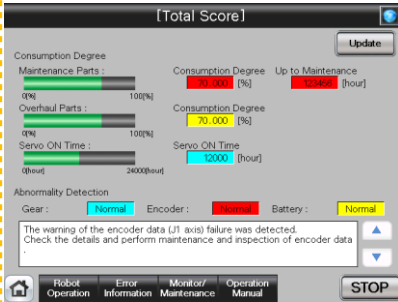 [Total Score]
Update
Consumption Degree
Maintenance Parts :
Consumption Degree
Up to Maintenance
70.000 [%]
123456 [hour]
0[%]
100[%]
Overhaul Parts :
Consumption Degree
70.000 [%]
0[%]
100[%]
Servo ON Time :
Servo ON Time
12000 [hour]
0[hour]
24000[hour]
Abnormality Detection
Gear : Normal Encoder : Normal Battery : Normal
The warning of the encoder data (J1 axis) failure was detected.
Check the details and perform maintenance and inspection of encoder data
.
Robot Operation
Error Information
Monitor/ Maintenance
Operation Manual
STOP